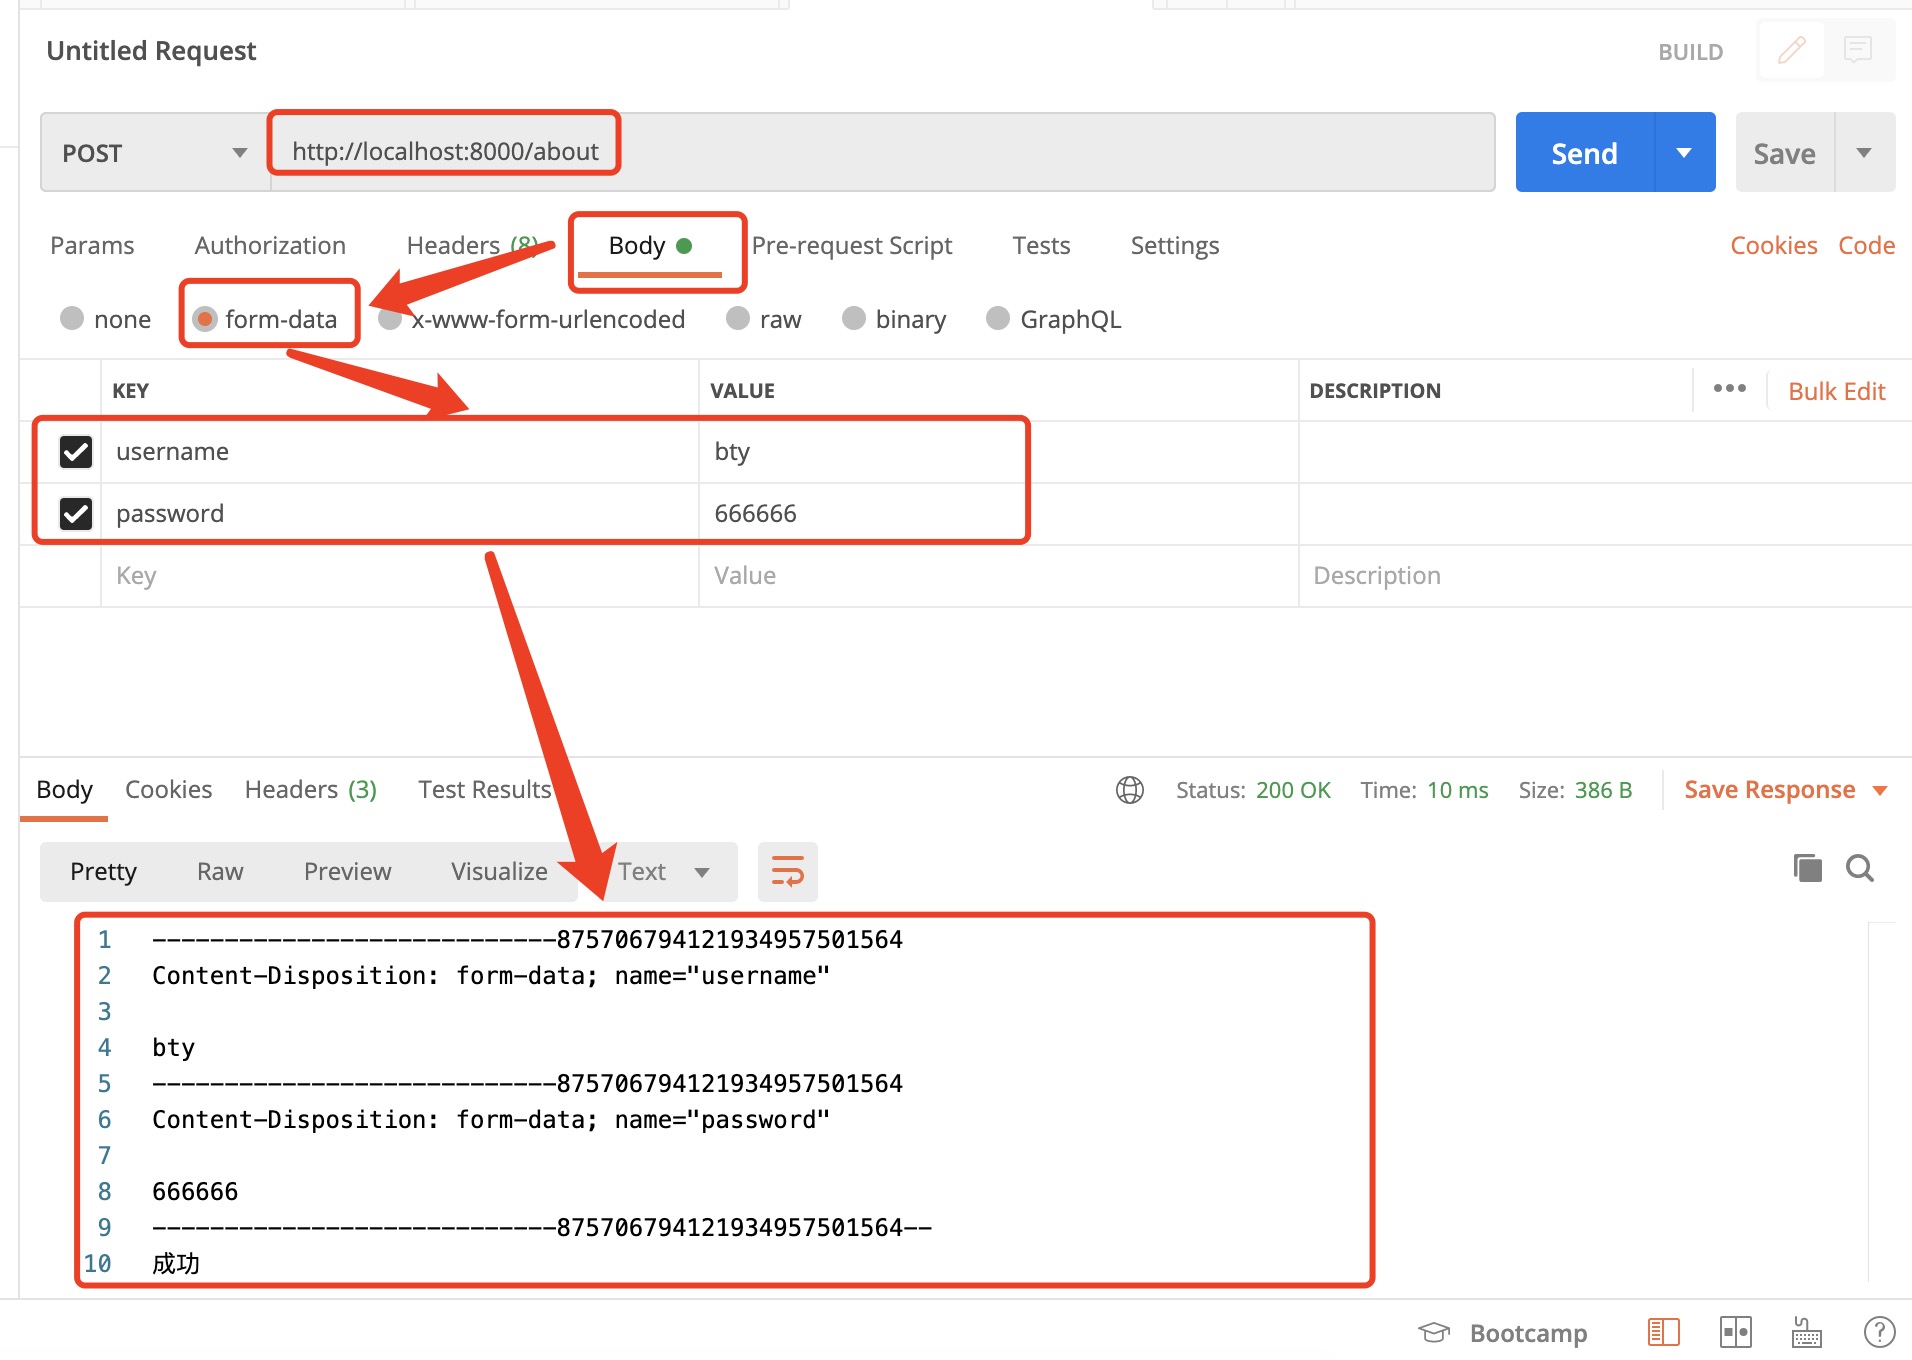 Untitled Request
BUILD
POST http://localhost:8000/about Send Save
Params Authorization Headers (8) Body Pre-request Script Tests Settings Cookies Code
none form-data x-www-form-urlencoded raw binary GraphQL
KEY VALUE DESCRIPTION ••• Bulk Edit
username bty
password 666666
Key Value Description
Body Cookies Headers (3) Test Results Status: 200 OK Time: 10 ms Size: 386 B Save Response
Pretty Raw Preview Visualize Text
1 ----------------------------875706794121934957501564
2 Content-Disposition: form-data; name="username"
3
4 bty
5 ----------------------------875706794121934957501564
6 Content-Disposition: form-data; name="password"
7
8 666666
9 ----------------------------875706794121934957501564--
10 成功
Bootcamp